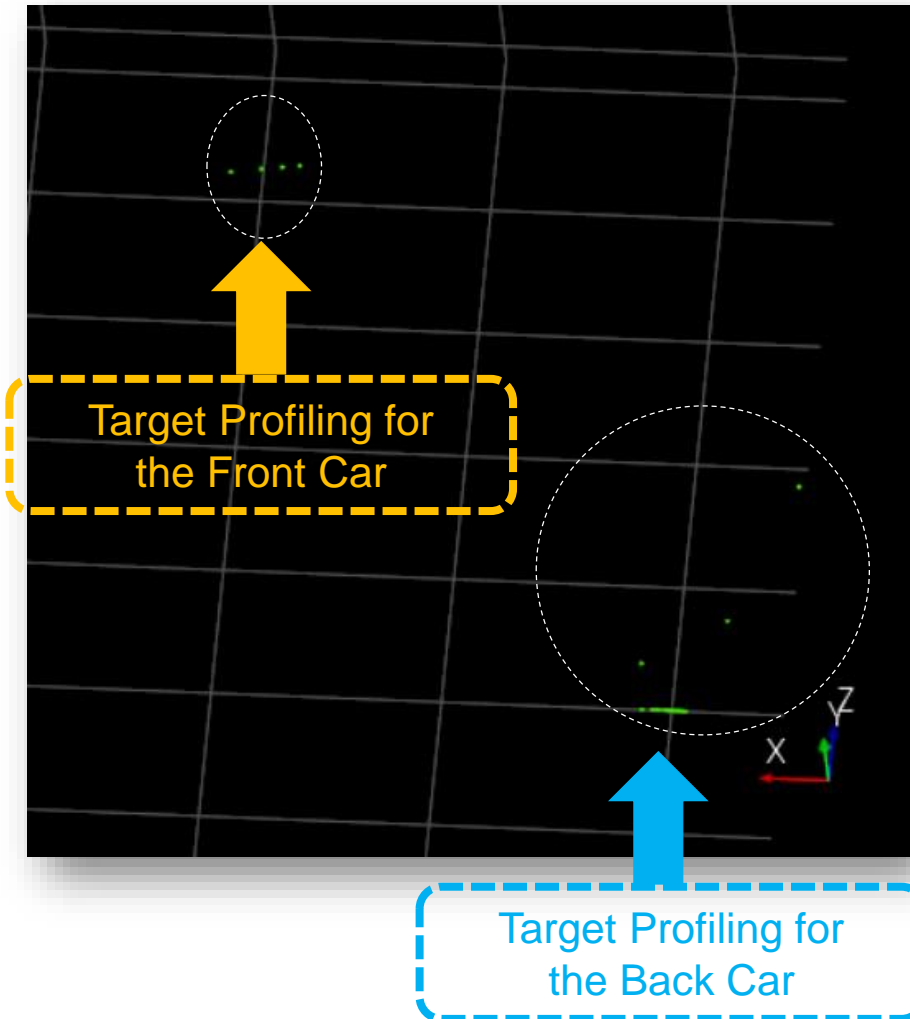 Target Profiling for
the Front Car
Z
Y
X
Target Profiling for
the Back Car